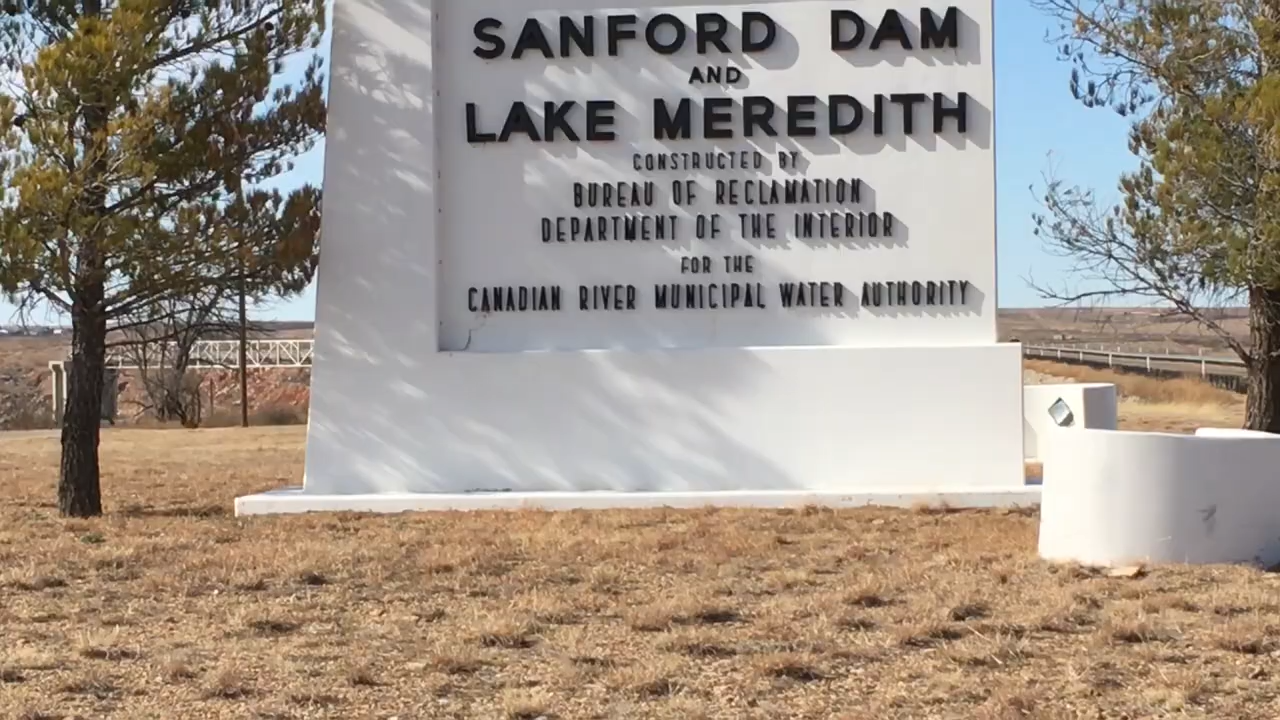 SANFORD DAM
AND
LAKE MEREDITH
CONSTRUCTED BY
BUREAU OF RECLAMATION
DEPARTMENT OF THE INTERIOR
FOR THE
CANADIAN RIVER MUNICIPAL WATER AUTHORITY